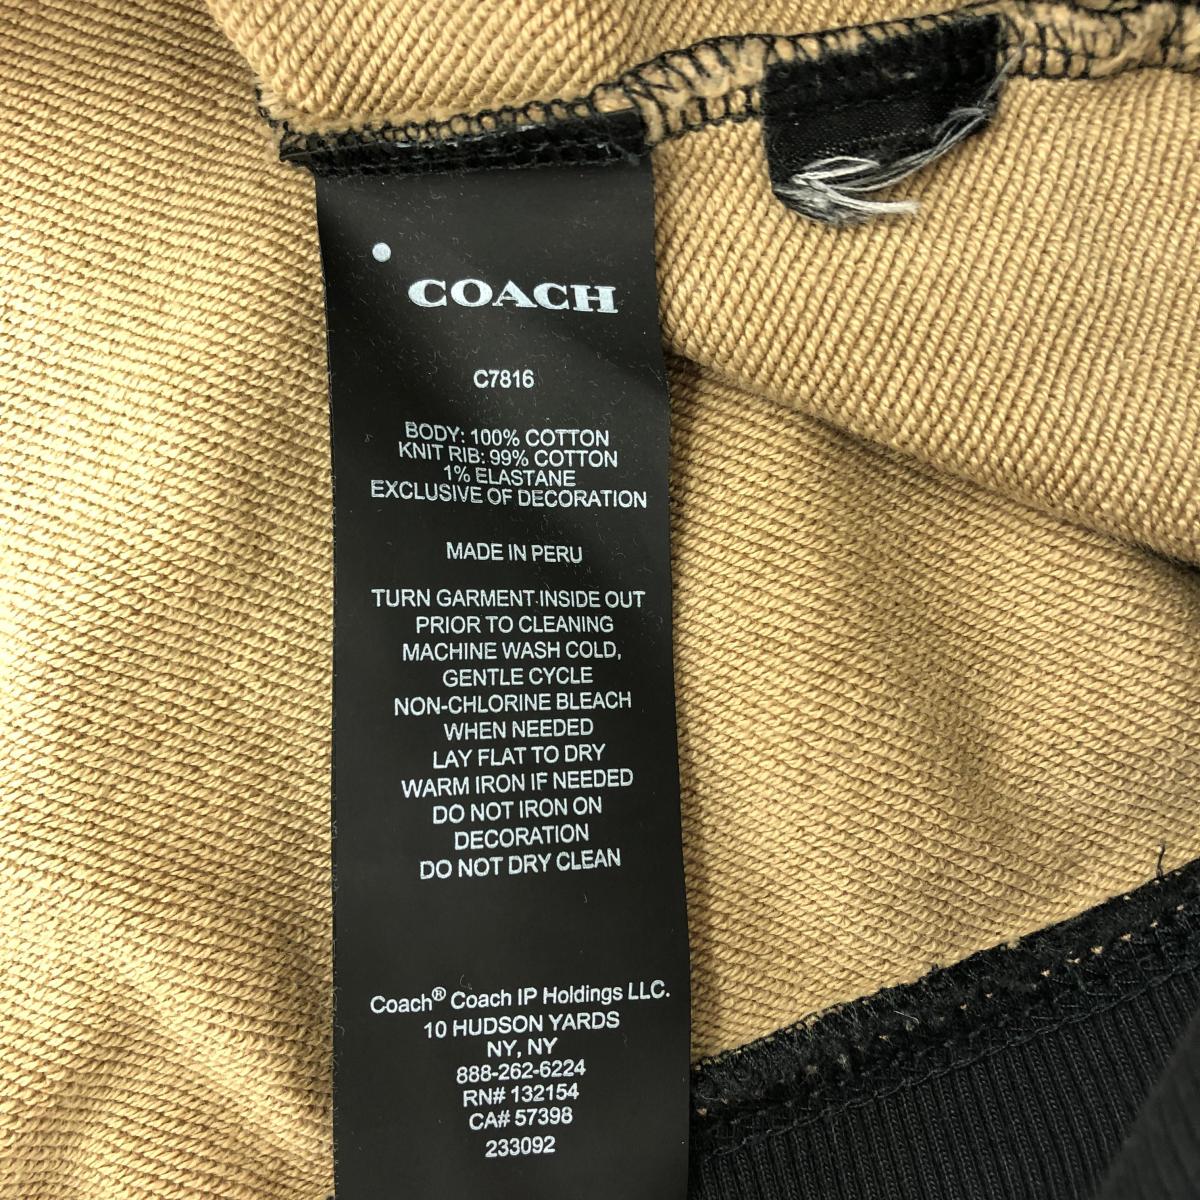 COACH
C7816
BODY: 100% COTTON
KNIT RIB: 99% COTTON
1% ELASTANE
EXCLUSIVE OF DECORATION
MADE IN PERU
TURN GARMENT INSIDE OUT
PRIOR TO CLEANING
MACHINE WASH COLD,
GENTLE CYCLE
NON-CHLORINE BLEACH
WHEN NEEDED
LAY FLAT TO DRY
WARM IRON IF NEEDED
DO NOT IRON ON
DECORATION
DO NOT DRY CLEAN
Coach® Coach IP Holdings LLC.
10 HUDSON YARDS
NY, NY
888-262-6224
RN# 132154
CA# 57398
233092